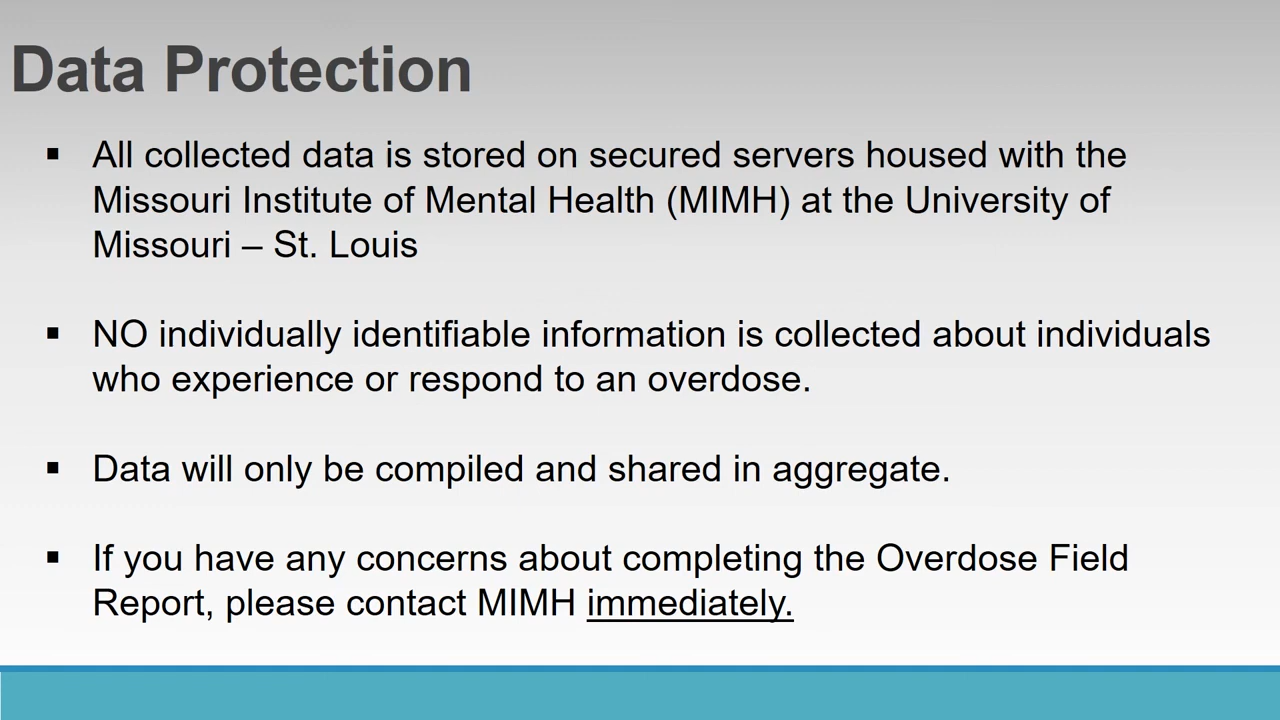 Data Protection
▪ All collected data is stored on secured servers housed with the
Missouri Institute of Mental Health (MIMH) at the University of
Missouri – St. Louis
▪ NO individually identifiable information is collected about individuals
who experience or respond to an overdose.
▪ Data will only be compiled and shared in aggregate.
▪ If you have any concerns about completing the Overdose Field
Report, please contact MIMH immediately.